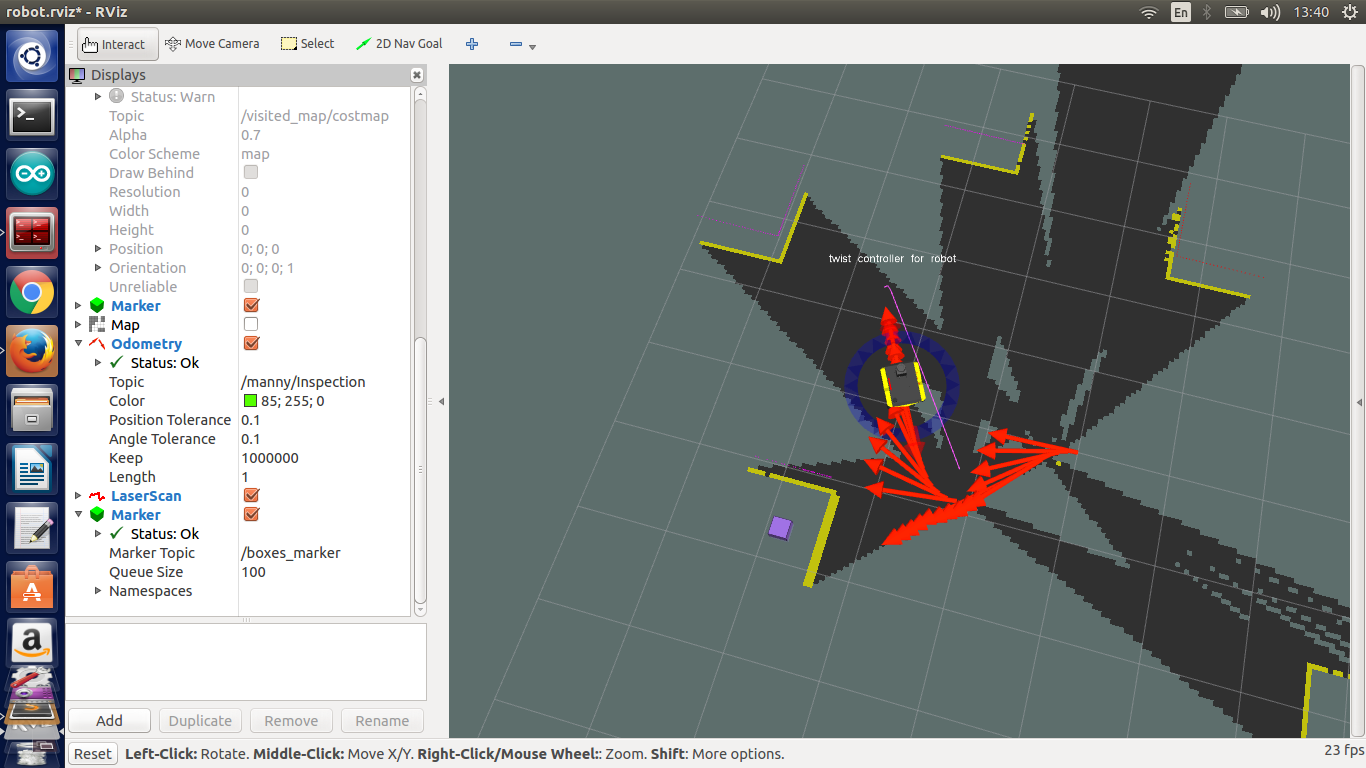 robot.rviz* - RViz
En
13:40
Interact
Move Camera
Select
2D Nav Goal
Displays
Status: Warn
Topic /visited_map/costmap
Alpha 0.7
Color Scheme map
Draw Behind
Resolution 0
Width 0
Height 0
Position 0; 0; 0
Orientation 0; 0; 0; 1
Unreliable
Marker
Map
Odometry
Status: Ok
Topic /manny/Inspection
Color 85; 255; 0
Position Tolerance 0.1
Angle Tolerance 0.1
Keep 1000000
Length 1
LaserScan
Marker
Status: Ok
Marker Topic /boxes_marker
Queue Size 100
Namespaces
twist controller for robot
Add
Duplicate
Remove
Rename
Reset
Left-Click: Rotate. Middle-Click: Move X/Y. Right-Click/Mouse Wheel:: Zoom. Shift: More options.
23 fps